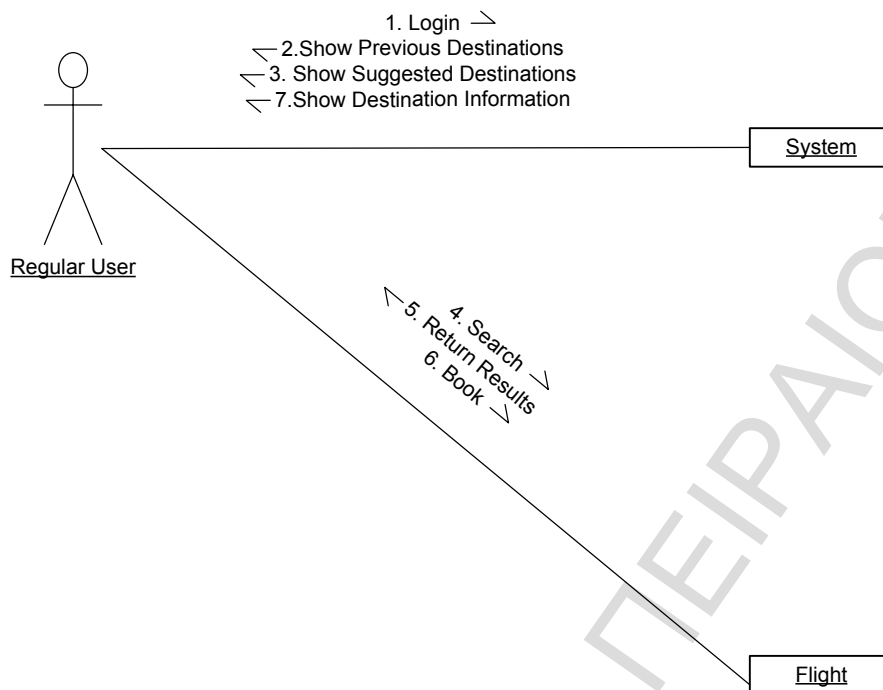 1. Login
2.Show Previous Destinations
3. Show Suggested Destinations
7.Show Destination Information
System
Regular User
4. Search
5. Return Results
6. Book
Flight
ΠΕΙΡΑΙΩ